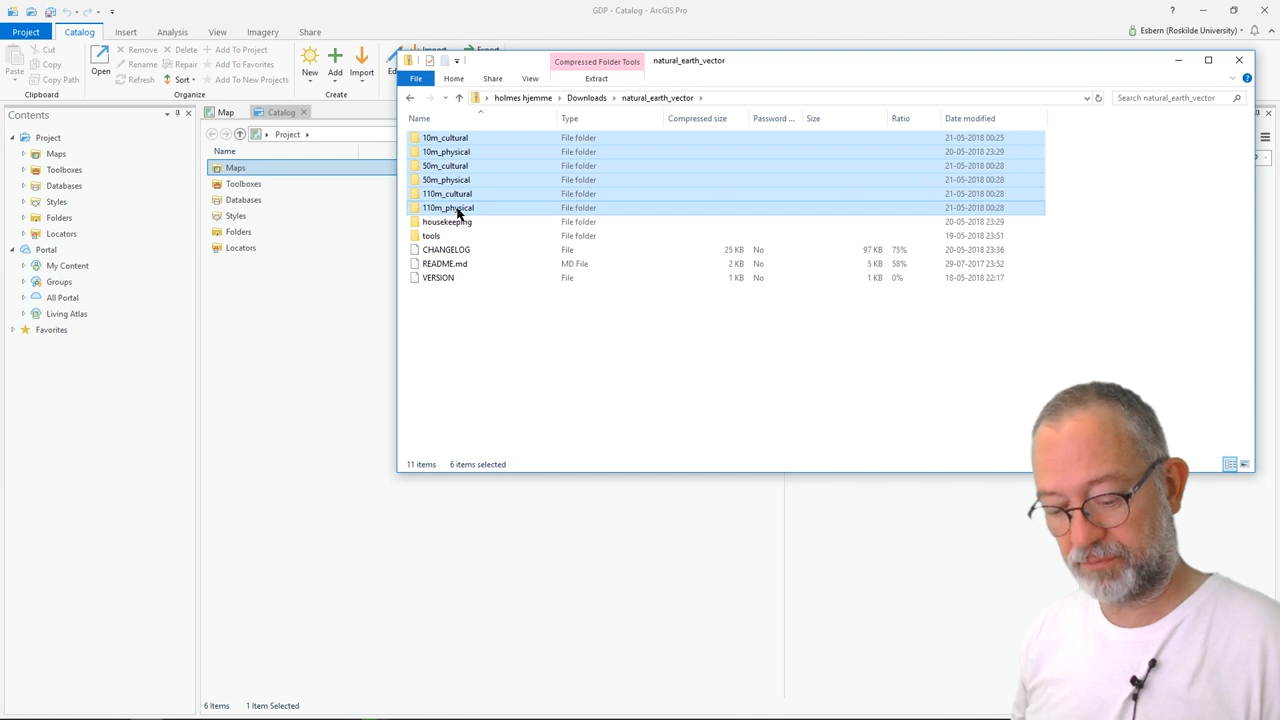 GDP - Catalog - ArcGIS Pro
?
Project Catalog Insert Analysis View Imagery Share
Esbern (Roskilde University)
Paste
Cut
Copy
Copy Path
Clipboard
Open
Remove Delete Add To Project
Rename Repair Add To New Map
Refresh Sort Add To New Projects
Organize
New Add Import
Create
Compressed Folder Tools natural_earth_vector
File Home Share View Extract
holmes hjemme Downloads natural_earth_vector
Search natural_earth_vector
Name Type Compressed size Password ... Size Ratio Date modified
10m_cultural File folder 21-05-2018 00:25
10m_physical File folder 20-05-2018 23:29
50m_cultural File folder 21-05-2018 00:28
50m_physical File folder 21-05-2018 00:28
110m_cultural File folder 21-05-2018 00:28
110m_physical File folder 21-05-2018 00:28
housekeeping File folder 20-05-2018 23:29
tools File folder 19-05-2018 23:51
CHANGELOG File 25 KB No 97 KB 75% 20-05-2018 23:36
README.md MD File 2 KB No 5 KB 58% 29-07-2017 23:52
VERSION File 1 KB No 1 KB 0% 18-05-2018 22:17
11 items 6 items selected
Contents
Project
Maps
Toolboxes
Databases
Styles
Folders
Locators
Portal
My Content
Groups
All Portal
Living Atlas
Favorites
Map Catalog
Project
Name
Maps
Toolboxes
Databases
Styles
Folders
Locators
6 Items 1 Item Selected